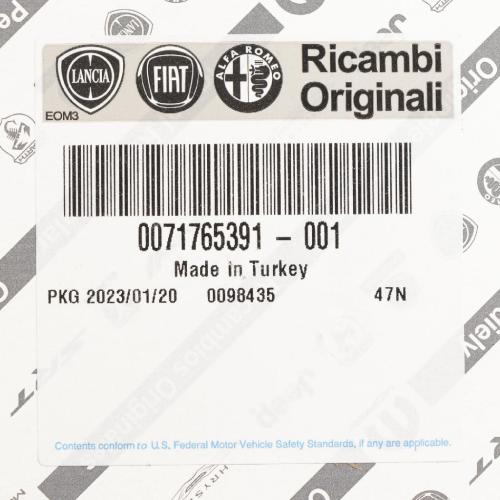 LANCIA FIAT ALFA ROMEO Ricambi
Originali
EOM3
0071765391 - 001
Made in Turkey
PKG 2023/01/20 0098435 47N
Contents conform to U.S. Federal Motor Vehicle Safety Standards, if any are applicable.